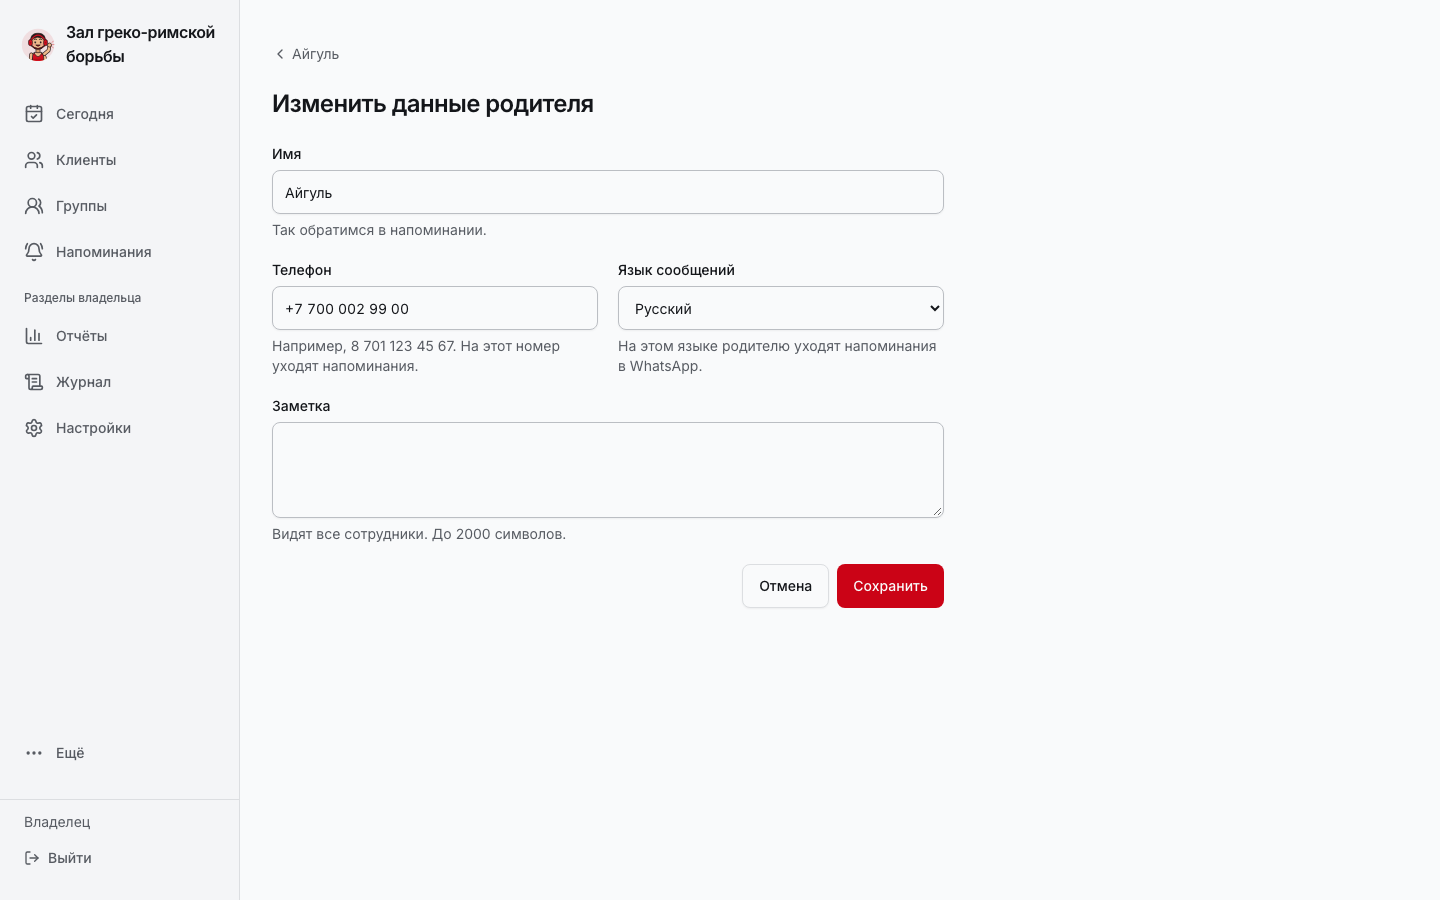 Зал греко-римской
борьбы
Сегодня
Клиенты
Группы
Напоминания
Разделы владельца
Отчёты
Журнал
Настройки
Ещё
Владелец
Выйти
Айгуль
Изменить данные родителя
Имя
Айгуль
Так обратимся в напоминании.
Телефон
+7 700 002 99 00
Например, 8 701 123 45 67. На этот номер
уходят напоминания.
Язык сообщений
Русский
На этом языке родителю уходят напоминания
в WhatsApp.
Заметка
Видят все сотрудники. До 2000 символов.
Отмена
Сохранить